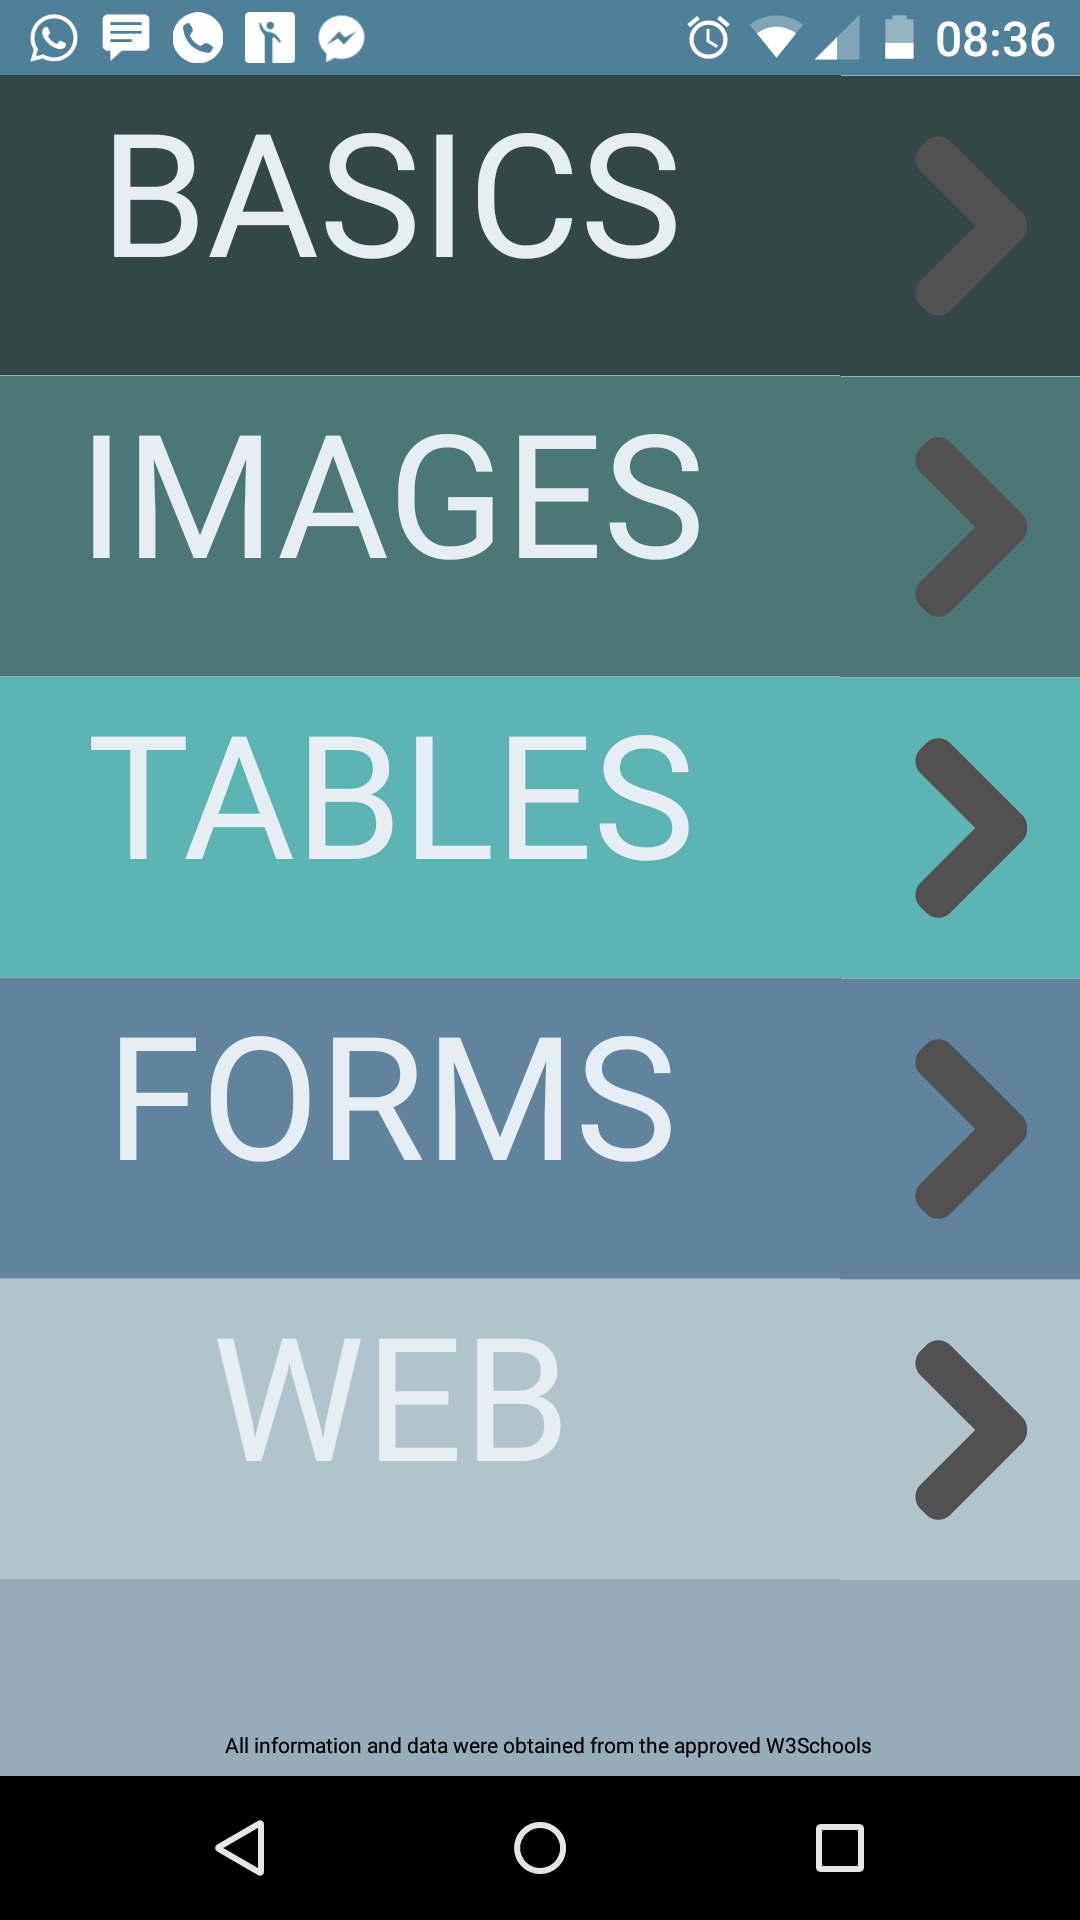 08:36
BASICS
IMAGES
TABLES
FORMS
WEB
All information and data were obtained from the approved W3Schools